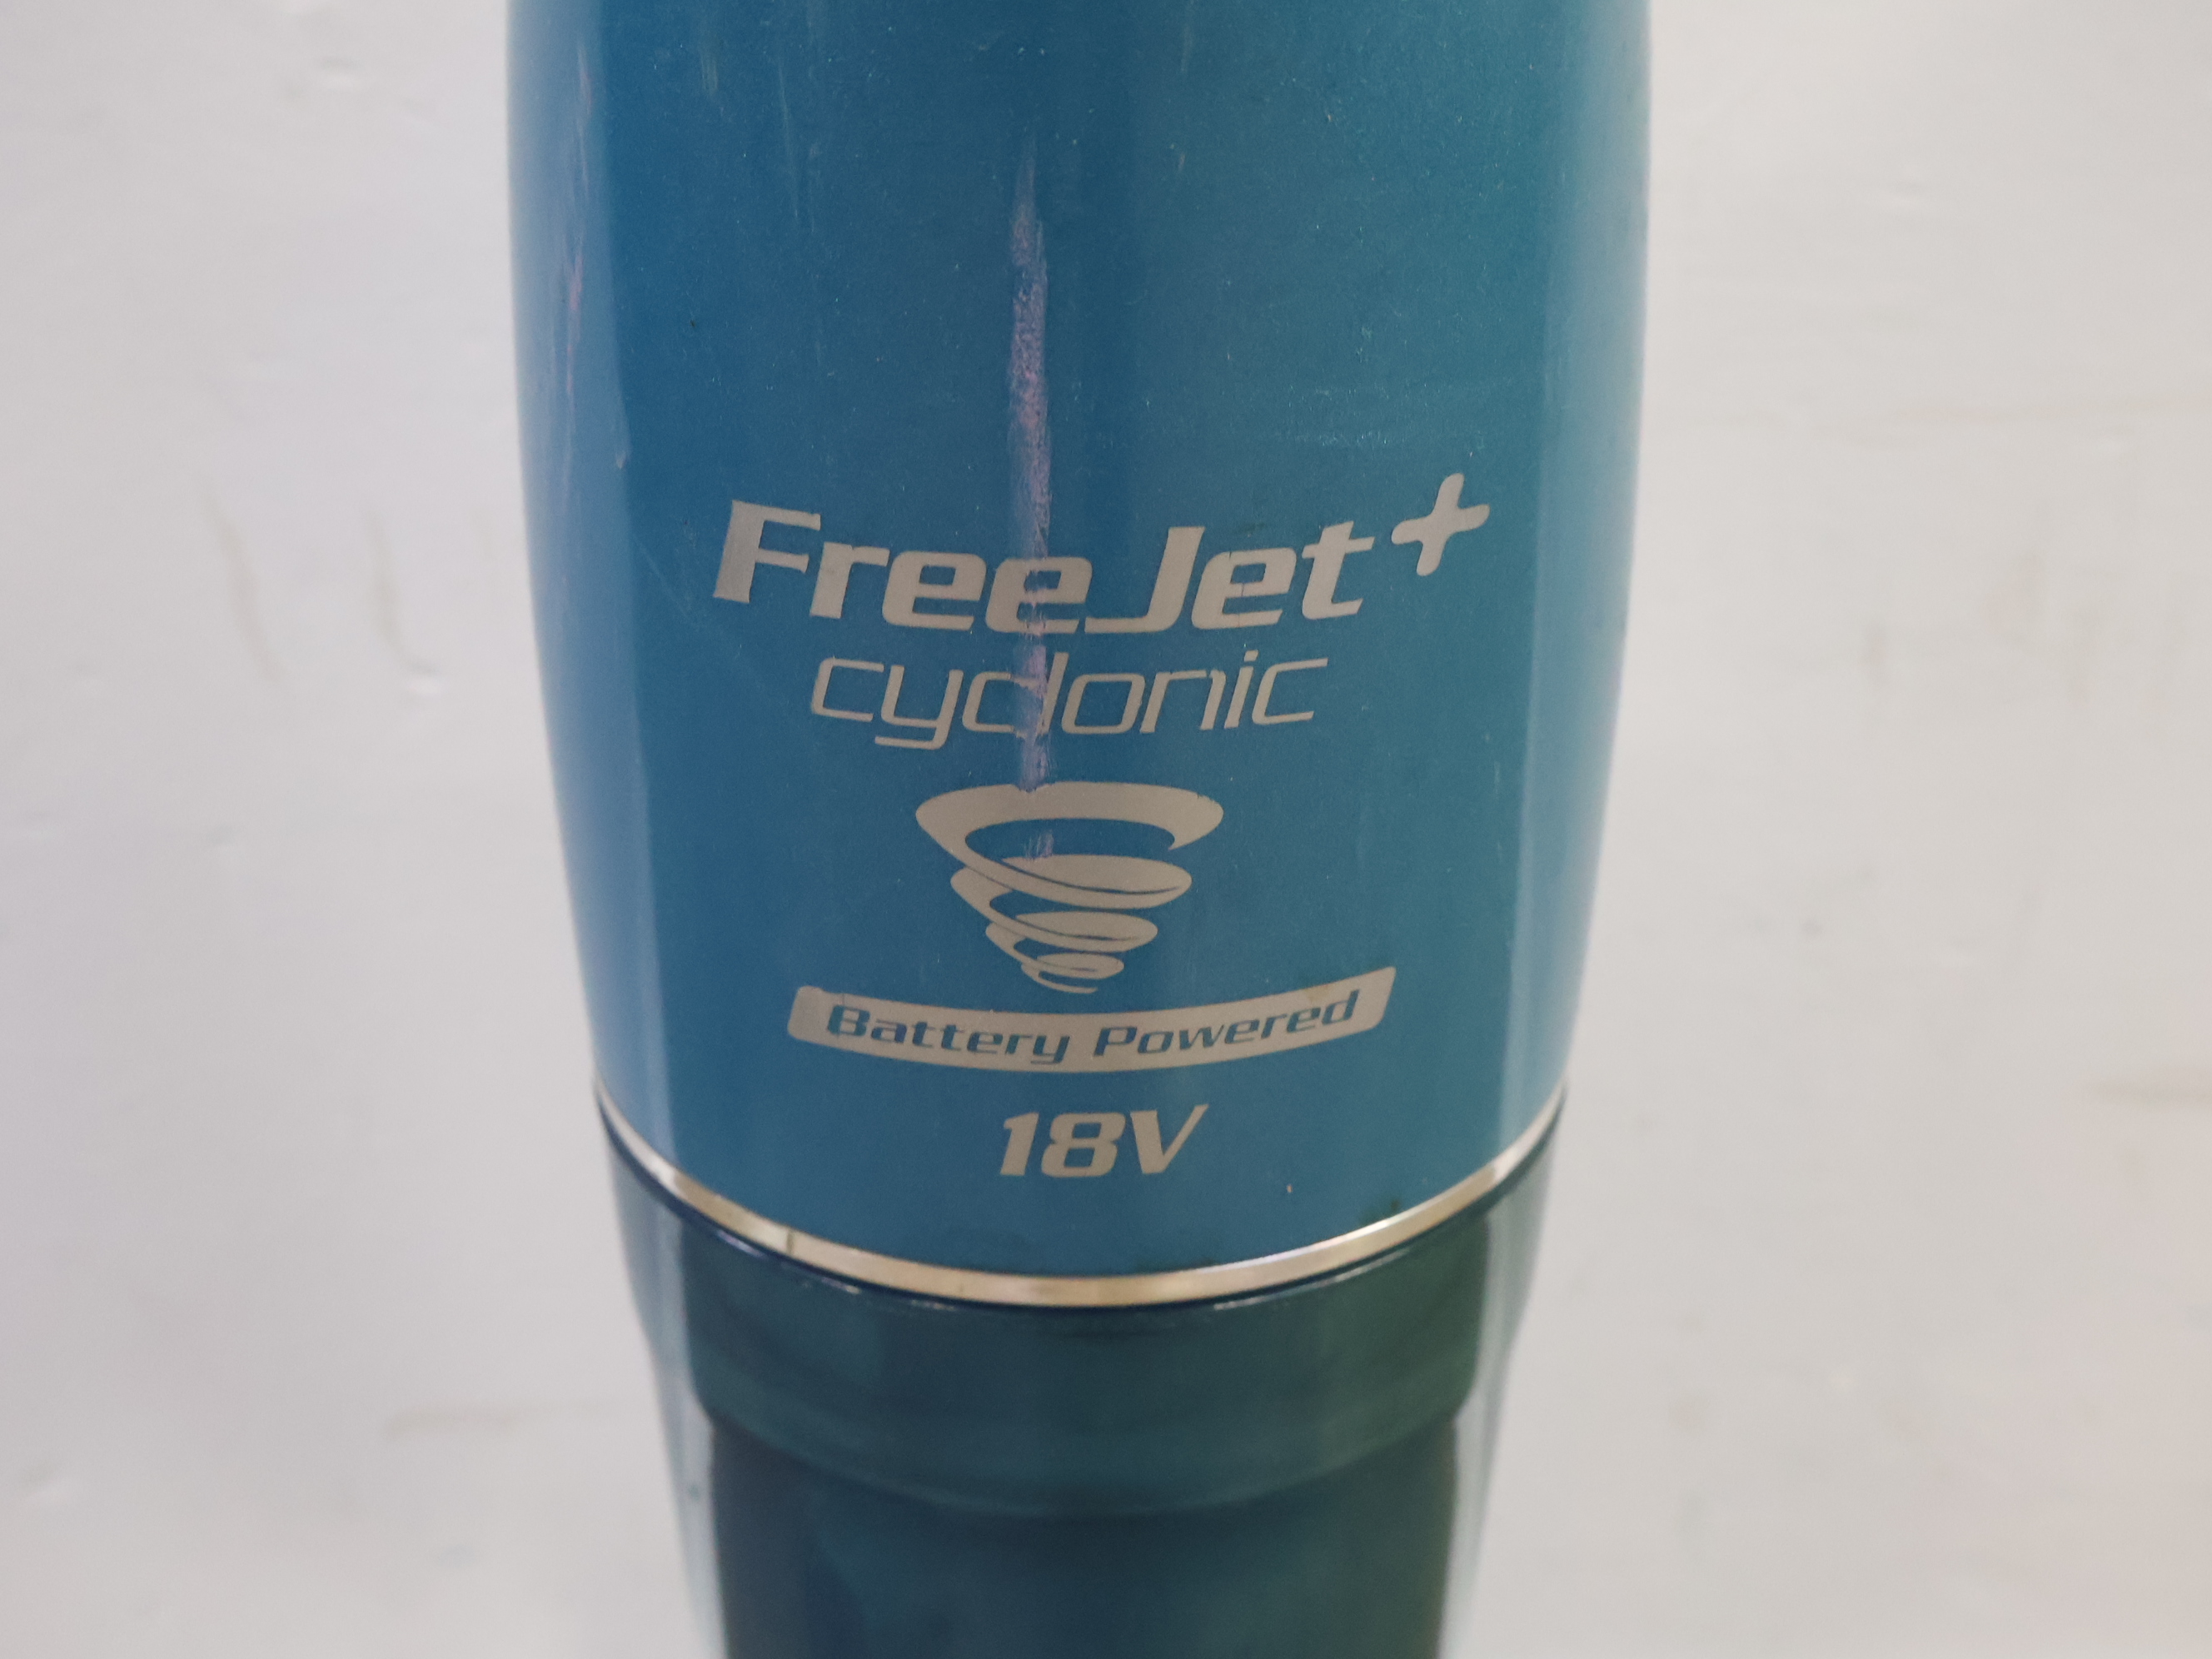 FreeJet+
cyclonic
Battery Powered
18V